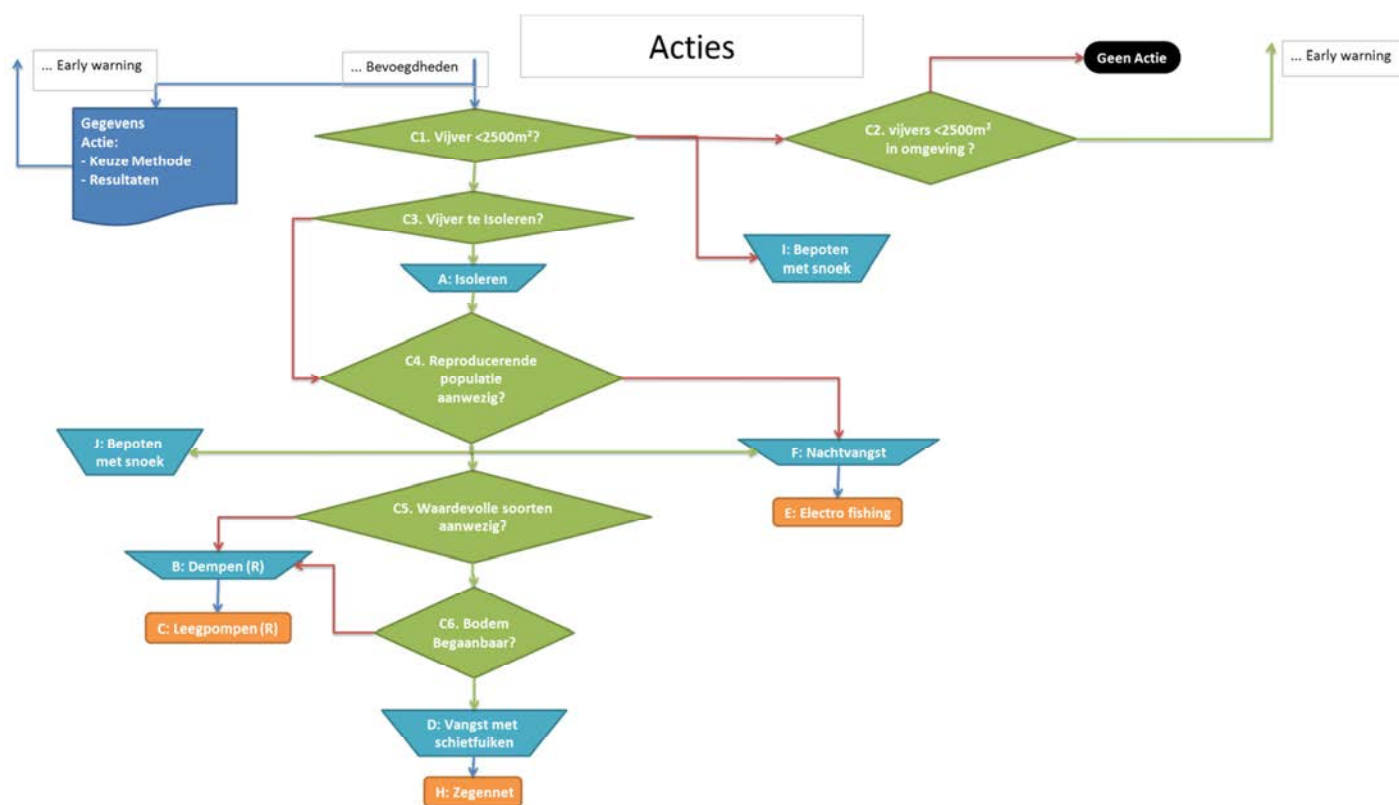 Acties
... Early warning
... Bevoegdheden
Geen Actie
... Early warning
Gegevens
Actie:
- Keuze Methode
- Resultaten
C1. Vijver <2500m²?
C2. vijvers <2500m²
in omgeving ?
C3. Vijver te Isoleren?
I: Bepoten
met snoek
A: Isoleren
C4. Reproducerende
populatie
aanwezig?
J: Bepoten
met snoek
F: Nachtvangst
C5. Waardevolle soorten
aanwezig?
E: Electro fishing
B: Dempen (R)
C: Leegpompen (R)
C6. Bodem
Begaanbaar?
D: Vangst met
schietfuiken
H: Zegennet